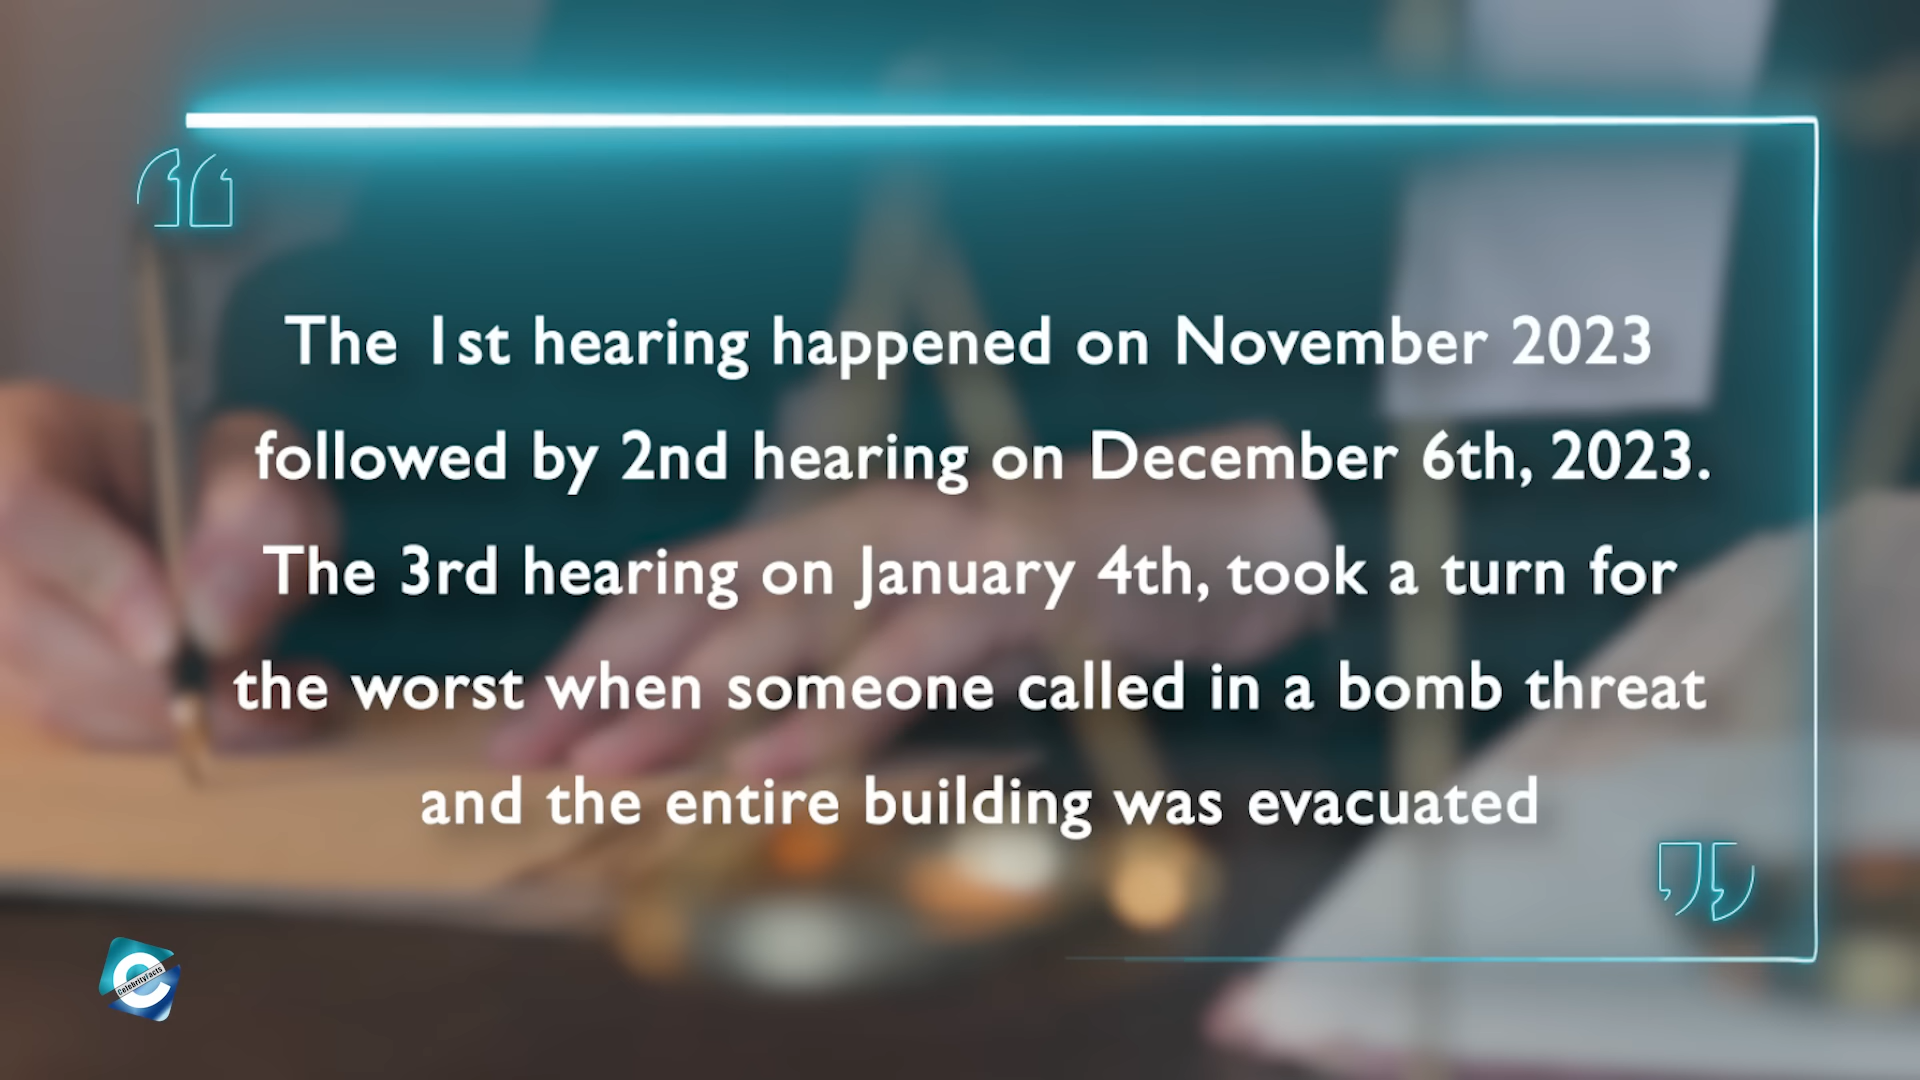 The 1st hearing happened on November 2023
followed by 2nd hearing on December 6th, 2023.
The 3rd hearing on January 4th, took a turn for
the worst when someone called in a bomb threat
and the entire building was evacuated
CelebrityFacts